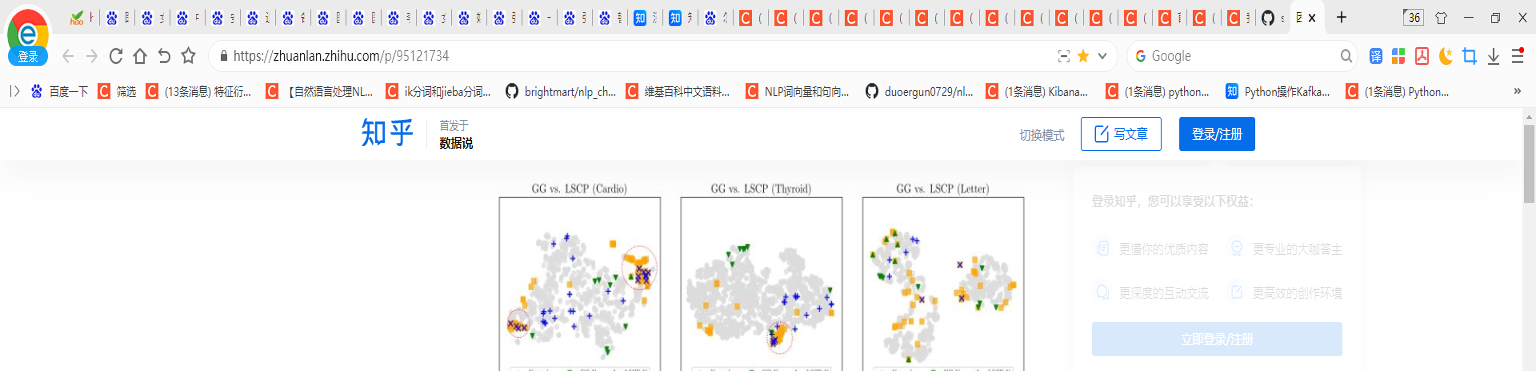 36
登录
https://zhuanlan.zhihu.com/p/95121734
Google
译
百度一下 筛选 (13条消息) 特征衍... 【自然语言处理NL... ik分词和jieba分词... brightmart/nlp_ch... 维基百科中文语料... NLP词向量和句向... duoergun0729/nl... (1条消息) Kibana... (1条消息) python... Python操作Kafka... (1条消息) Python... »
知乎
首发于
数据说
切换模式
写文章
登录/注册
GG vs. LSCP (Cardio) GG vs. LSCP (Thyroid) GG vs. LSCP (Letter)
登录知乎，您可以享受以下权益：
更懂你的优质内容 更专业的大咖答主
更深度的互动交流 更高效的创作环境
立即登录/注册